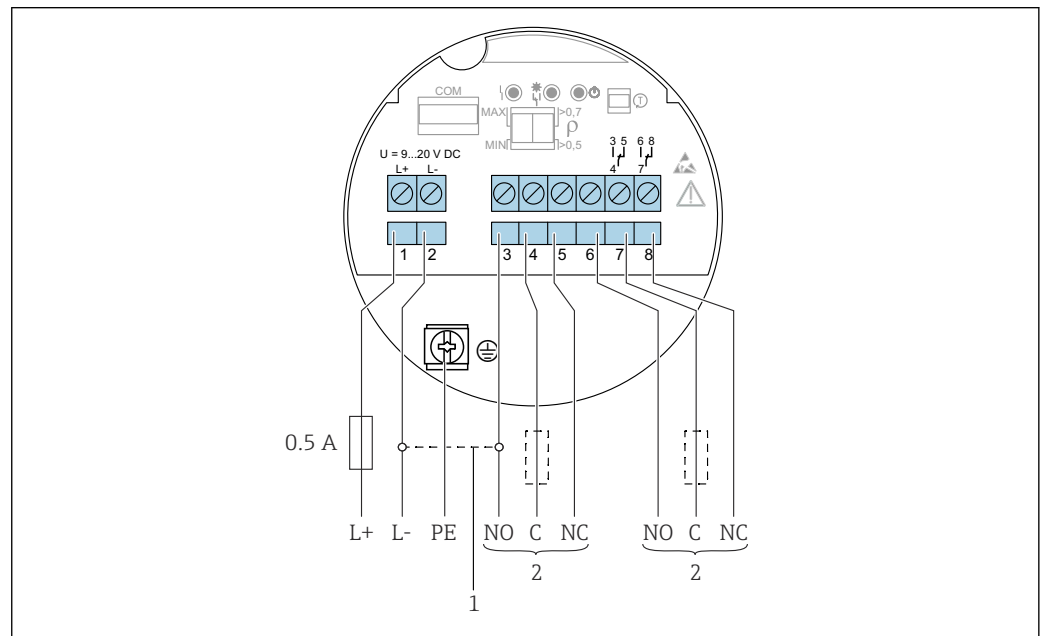 COM
MAX
>0,7
ρ
MIN
>0,5
T
3 5
4
6 8
7
U = 9...20 V DC
L+ L-
1 2 3 4 5 6 7 8
0.5 A
L+ L- PE NO C NC NO C NC
2 2
1